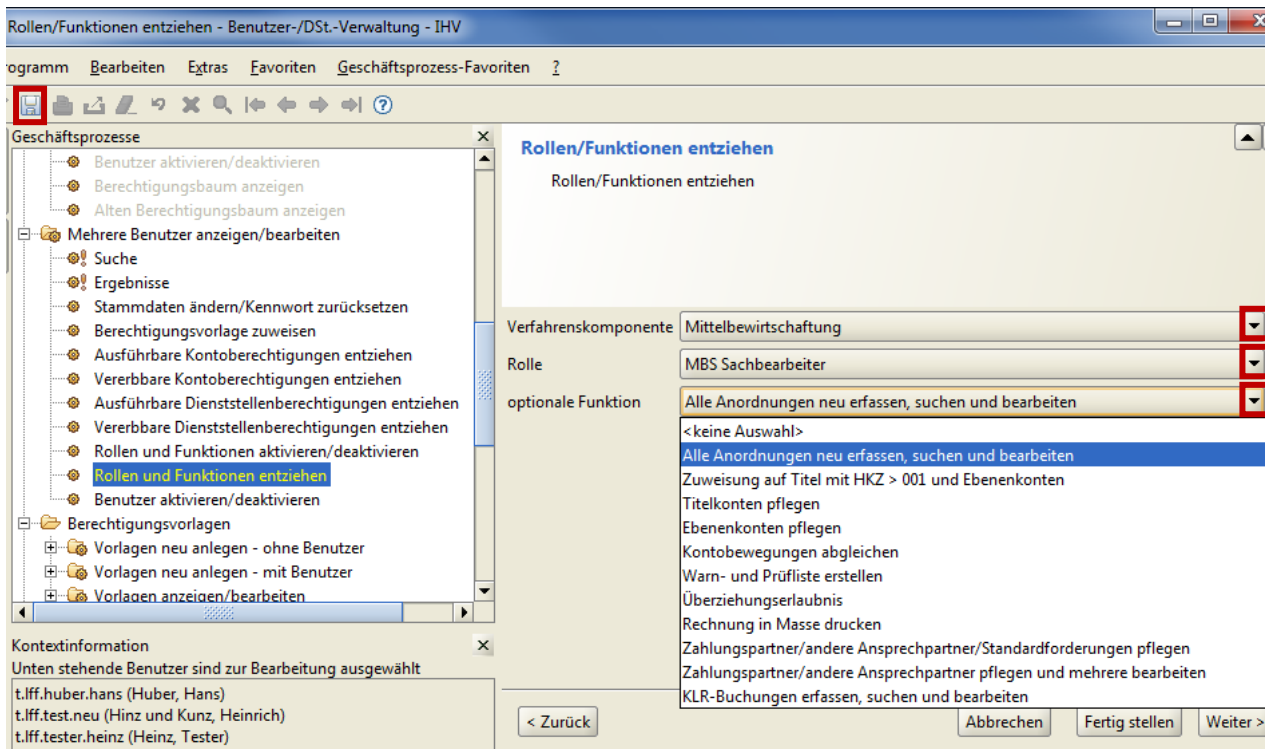 Rollen/Funktionen entziehen - Benutzer-/DSt.-Verwaltung - IHV
rogramm Bearbeiten Extras Favoriten Geschäftsprozess-Favoriten ?
Geschäftsprozesse
Benutzer aktivieren/deaktivieren
Berechtigungsbaum anzeigen
Alten Berechtigungsbaum anzeigen
Mehrere Benutzer anzeigen/bearbeiten
Suche
Ergebnisse
Stammdaten ändern/Kennwort zurücksetzen
Berechtigungsvorlage zuweisen
Ausführbare Kontoberechtigungen entziehen
Vererbbare Kontoberechtigungen entziehen
Ausführbare Dienststellenberechtigungen entziehen
Vererbbare Dienststellenberechtigungen entziehen
Rollen und Funktionen aktivieren/deaktivieren
Rollen und Funktionen entziehen
Benutzer aktivieren/deaktivieren
Berechtigungsvorlagen
Vorlagen neu anlegen - ohne Benutzer
Vorlagen neu anlegen - mit Benutzer
Vorlagen anzeigen/bearbeiten
Kontextinformation
Unten stehende Benutzer sind zur Bearbeitung ausgewählt
t.lff.huber.hans (Huber, Hans)
t.lff.test.neu (Hinz und Kunz, Heinrich)
t.lff.tester.heinz (Heinz, Tester)
Rollen/Funktionen entziehen
Rollen/Funktionen entziehen
Verfahrenskomponente Mittelbewirtschaftung
Rolle MBS Sachbearbeiter
optionale Funktion Alle Anordnungen neu erfassen, suchen und bearbeiten
<keine Auswahl>
Alle Anordnungen neu erfassen, suchen und bearbeiten
Zuweisung auf Titel mit HKZ > 001 und Ebenenkonten
Titelkonten pflegen
Ebenenkonten pflegen
Kontobewegungen abgleichen
Warn- und Prüfliste erstellen
Überziehungserlaubnis
Rechnung in Masse drucken
Zahlungspartner/andere Ansprechpartner/Standardforderungen pflegen
Zahlungspartner/andere Ansprechpartner pflegen und mehrere bearbeiten
KLR-Buchungen erfassen, suchen und bearbeiten
< Zurück Abbrechen Fertig stellen Weiter >